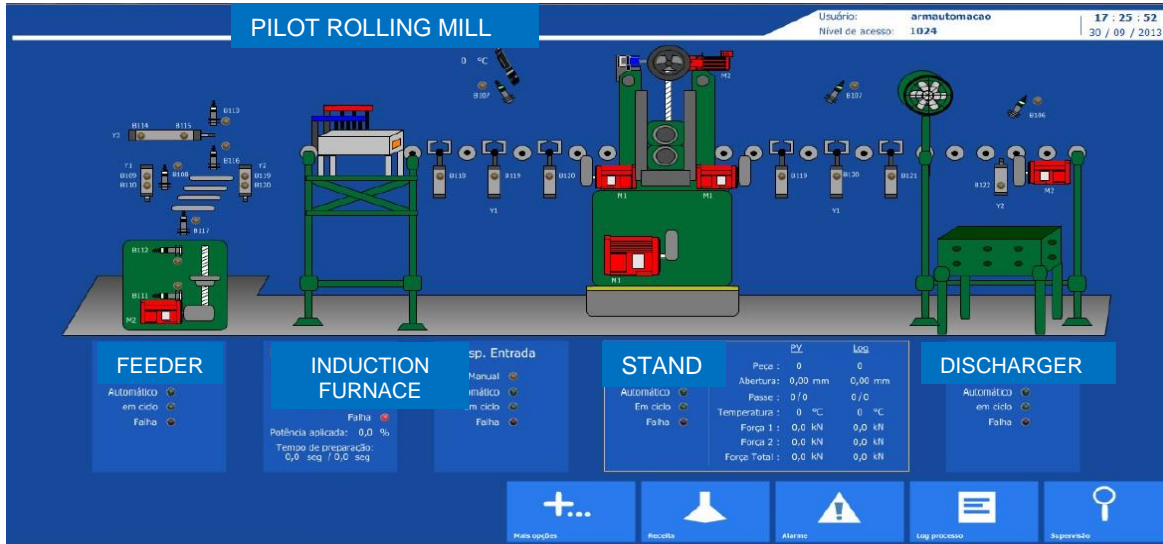 PILOT ROLLING MILL
Usuário: armautomacao
Nível de acesso: 1024
17 : 25 : 52
30 / 09 / 2013
0 °C
B107
M2
B107
B106
B113
B114 B115
Y3
B116
Y1
B109
B110
B108
Y2
B119
B120
B117
B118
B119
B120
Y1
M1
M1
B119
B120
B121
Y1
B122
Y2
M2
B112
B111
M2
M1
FEEDER
Automático
em ciclo
Falha
INDUCTION
FURNACE
Falha
Potência aplicada: 0,0 %
Tempo de preparação:
0,0 seg / 0,0 seg
sp. Entrada
Manual
omático
m ciclo
Falha
STAND
Automático
Em ciclo
Falha
PV Log
Peça : 0 0
Abertura: 0,00 mm 0,00 mm
Passe : 0/0 0/0
Temperatura : 0 °C 0 °C
Força 1 : 0,0 kN 0,0 kN
Força 2 : 0,0 kN 0,0 kN
Força Total : 0,0 kN 0,0 kN
DISCHARGER
Automático
em ciclo
Falha
Mais opções
Receita
Alarme
Log processo
Supervisão